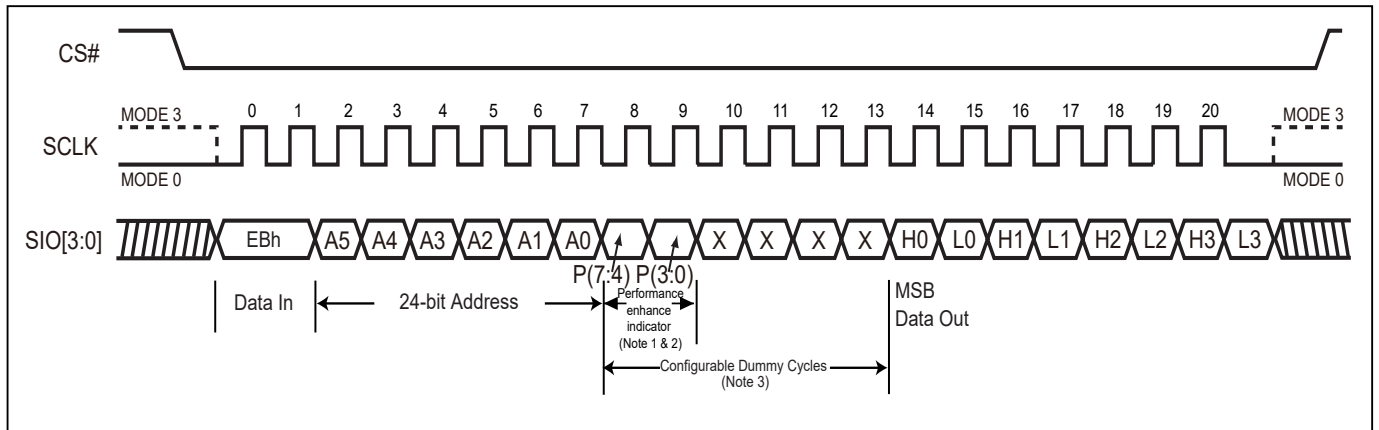 CS#
MODE 3
0 1 2 3 4 5 6 7 8 9 10 11 12 13 14 15 16 17 18 19 20
MODE 3
SCLK
MODE 0
MODE 0
SIO[3:0]
EBh A5 A4 A3 A2 A1 A0 X X X X H0 L0 H1 L1 H2 L2 H3 L3
P(7:4) P(3:0)
Data In
24-bit Address
Performance
enhance
indicator
(Note 1 & 2)
MSB
Data Out
Configurable Dummy Cycles
(Note 3)